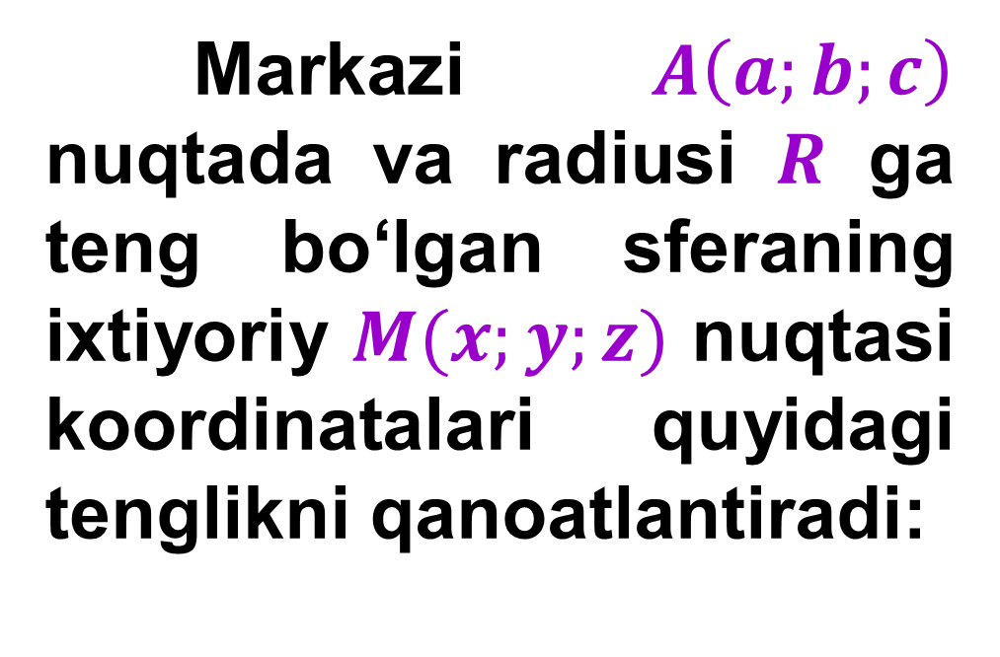 Markazi A(a; b; c)
nuqtada va radiusi R ga
teng bo‘lgan sferaning
ixtiyoriy M(x; y; z) nuqtasi
koordinatalari quyidagi
tenglikni qanoatlantiradi: